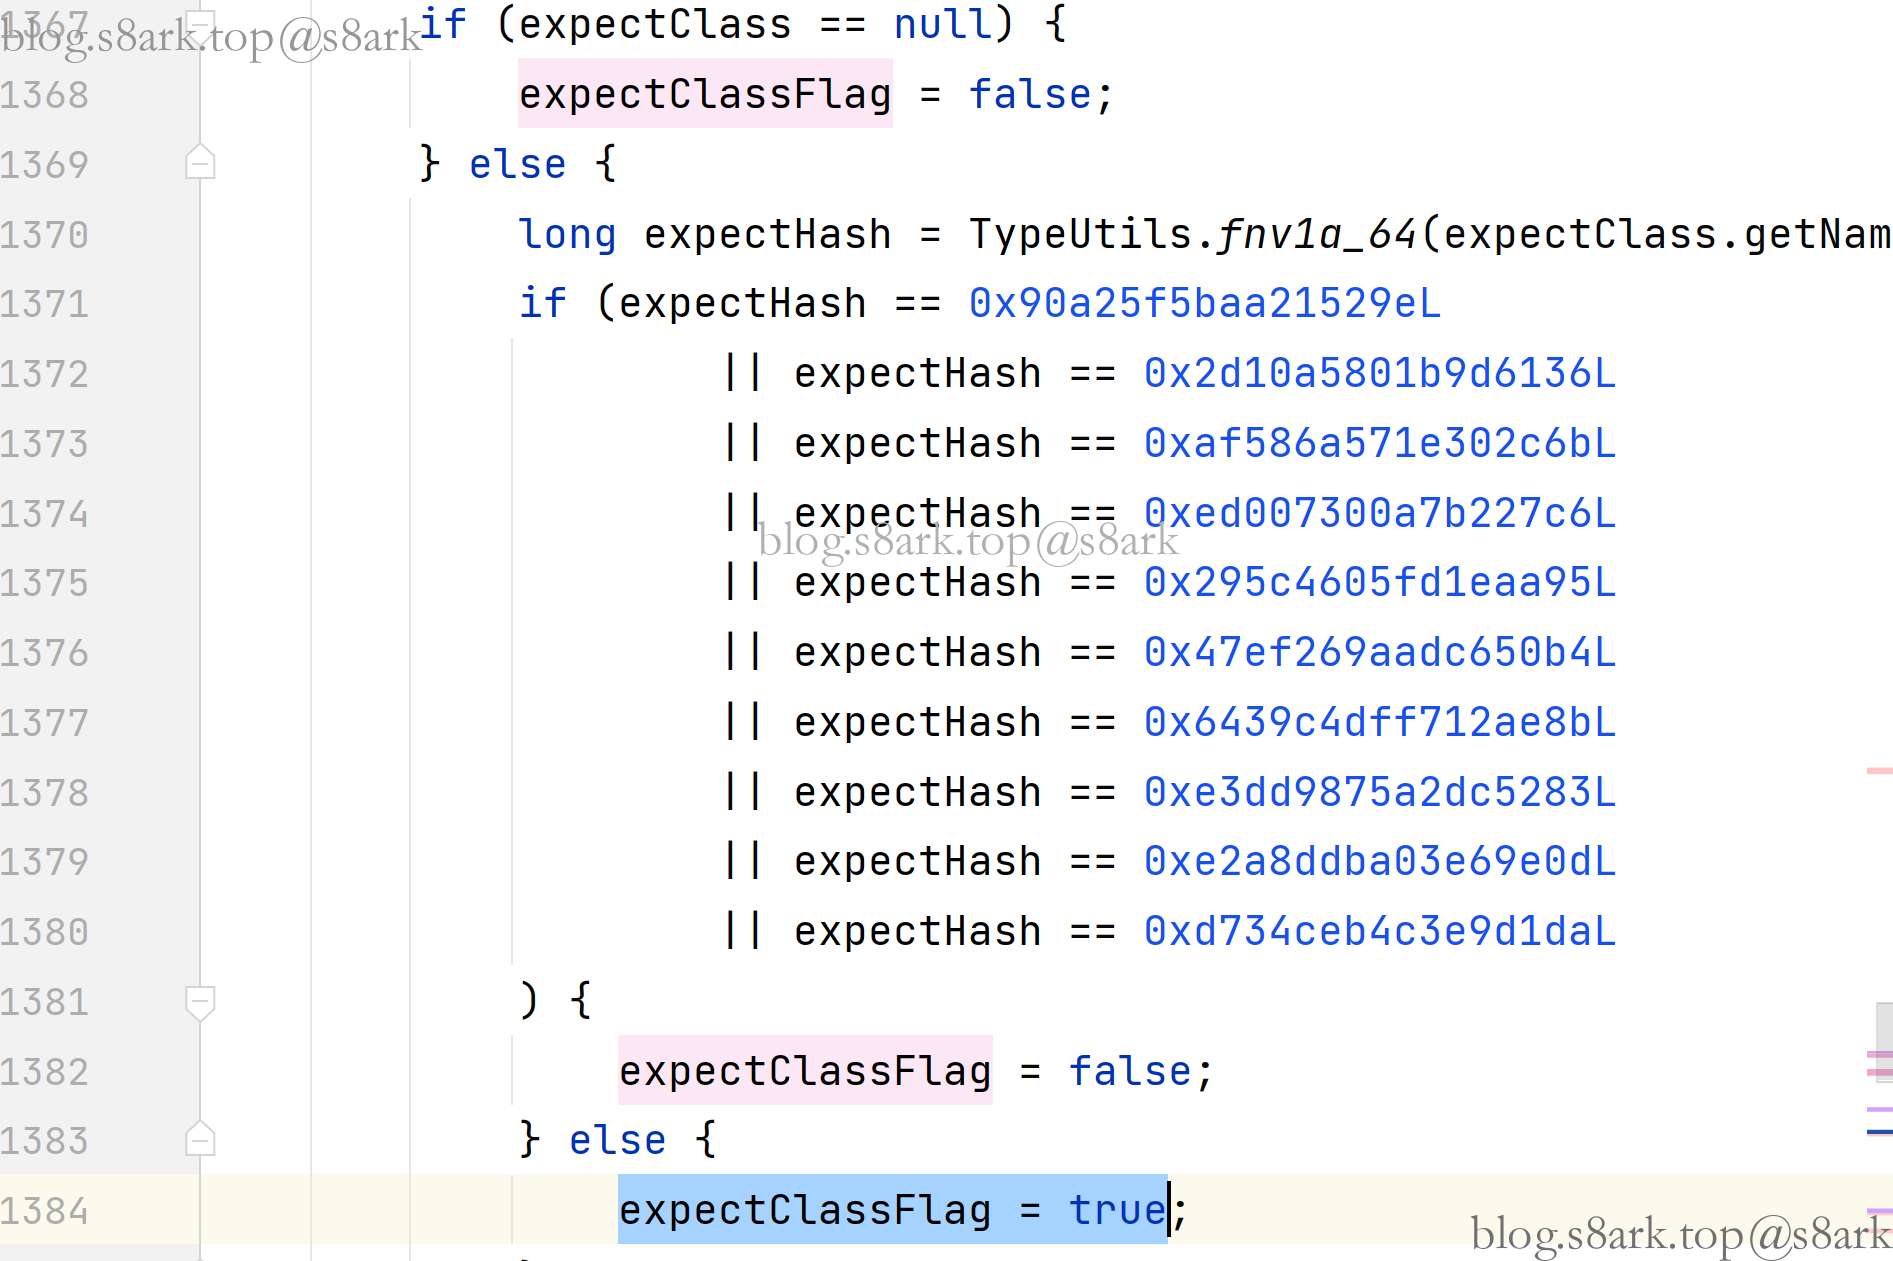 1367 if (expectClass == null) {
blog.s8ark.top@s8ark
1368 expectClassFlag = false;
1369 } else {
1370 long expectHash = TypeUtils.fnv1a_64(expectClass.getNam
1371 if (expectHash == 0x90a25f5baa21529eL
1372 || expectHash == 0x2d10a5801b9d6136L
1373 || expectHash == 0xaf586a571e302c6bL
1374 || expectHash == 0xed007300a7b227c6L
blog.s8ark.top@s8ark
1375 || expectHash == 0x295c4605fd1eaa95L
1376 || expectHash == 0x47ef269aadc650b4L
1377 || expectHash == 0x6439c4dff712ae8bL
1378 || expectHash == 0xe3dd9875a2dc5283L
1379 || expectHash == 0xe2a8ddba03e69e0dL
1380 || expectHash == 0xd734ceb4c3e9d1daL
1381 ) {
1382 expectClassFlag = false;
1383 } else {
1384 expectClassFlag = true;
blog.s8ark.top@s8ark